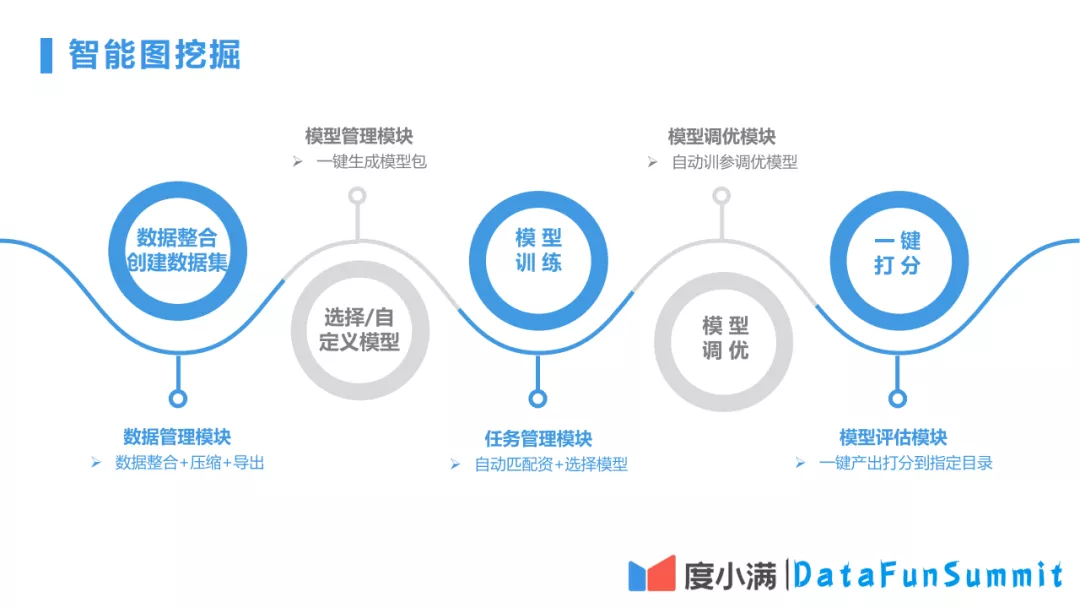 智能图挖掘
模型管理模块
➢ 一键生成模型包
模型调优模块
➢ 自动训参调优模型
数据整合
创建数据集
选择/自
定义模型
模 型
训 练
模 型
调 优
一 键
打 分
数据管理模块
➢ 数据整合+压缩+导出
任务管理模块
➢ 自动匹配资+选择模型
模型评估模块
➢ 一键产出打分到指定目录
度小满 | DataFunSummit